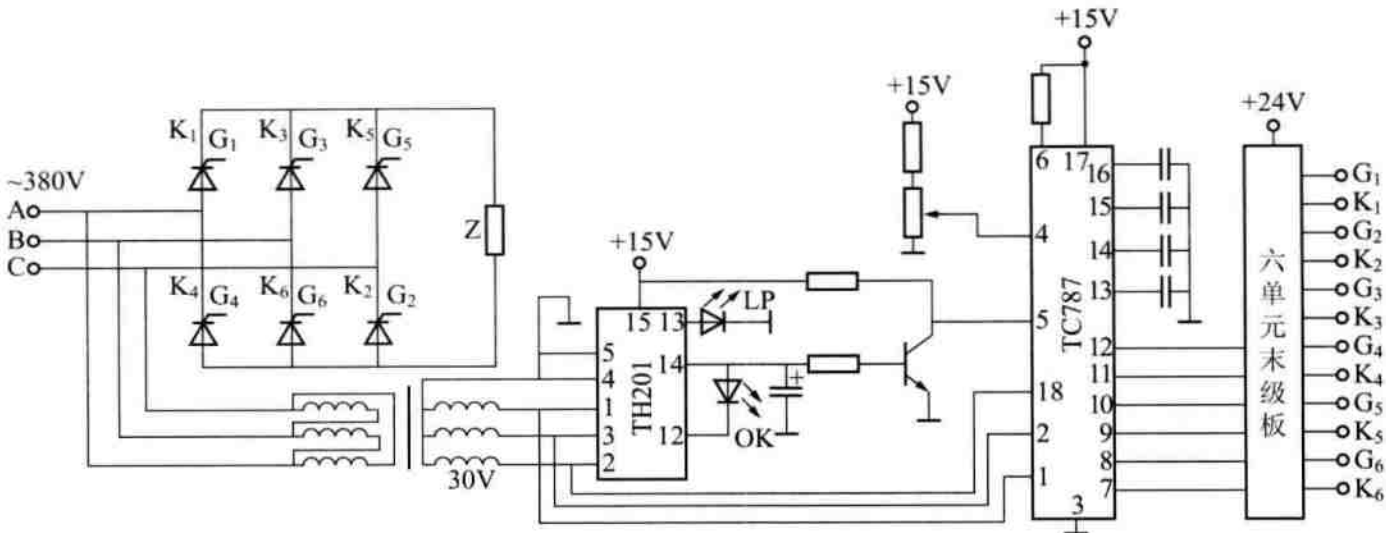 ~380V
A
B
C
K₁ G₁
K₃ G₃
K₅ G₅
K₄ G₄
K₆ G₆
K₂ G₂
Z
30V
+15V
15 13
5
4
1
3
2
TH201
14
12
LP
OK
+
+15V
+15V
6 17
4
5
18
2
1
3
TC787
16
15
14
13
12
11
10
9
8
7
+24V
六单元末级板
G₁
K₁
G₂
K₂
G₃
K₃
G₄
K₄
G₅
K₅
G₆
K₆